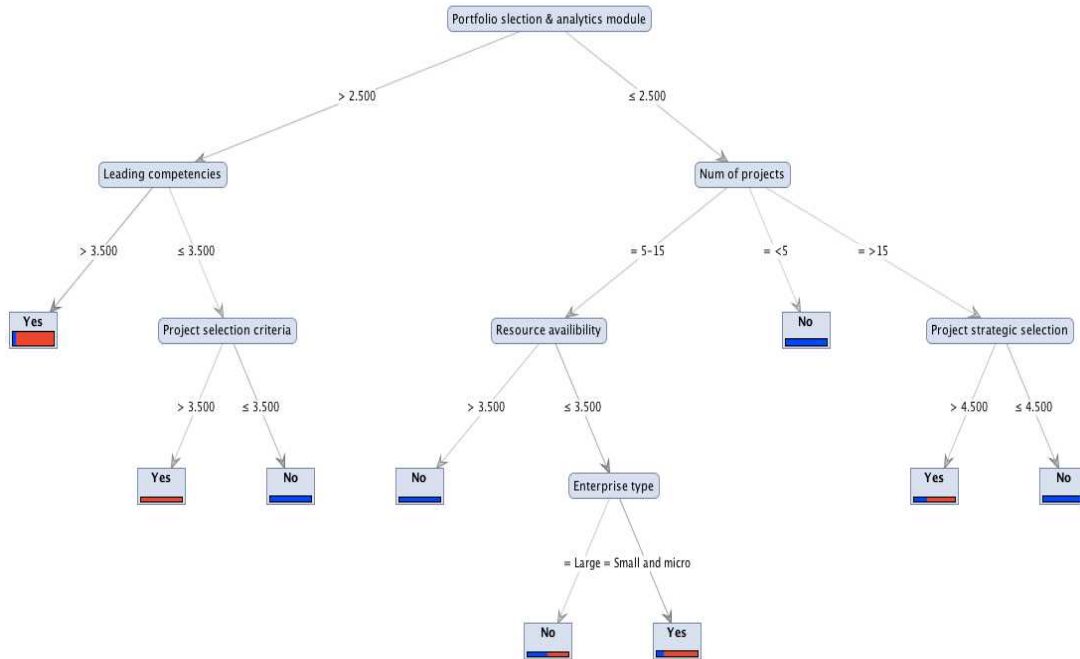 Portfolio slection & analytics module
> 2.500
≤ 2.500
Leading competencies
Num of projects
> 3.500
≤ 3.500
= 5-15
= <5
= >15
Yes
Project selection criteria
Resource availibility
No
Project strategic selection
> 3.500
≤ 3.500
> 3.500
≤ 3.500
> 4.500
≤ 4.500
Yes
No
No
Enterprise type
Yes
No
= Large
= Small and micro
No
Yes